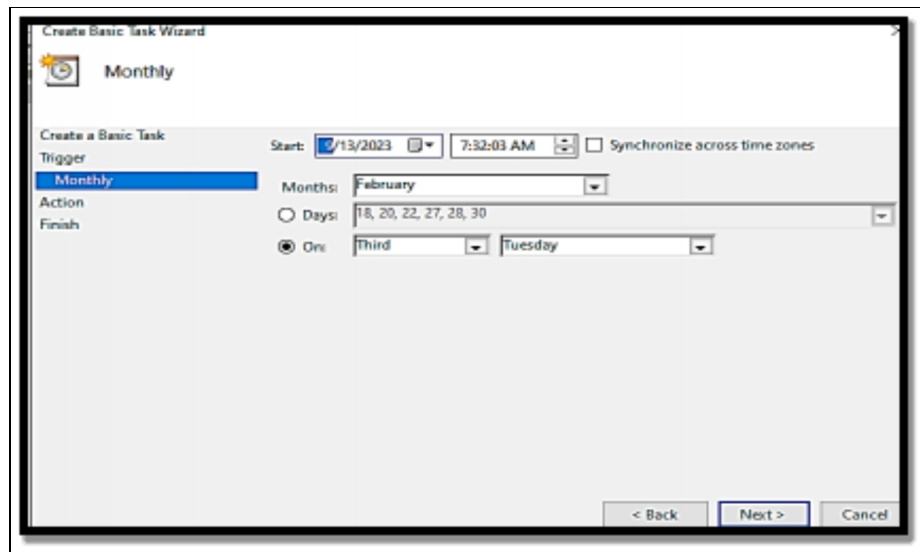 Create Basic Task Wizard
Monthly
Create a Basic Task
Trigger
Monthly
Action
Finish
Start: /13/2023 7:32:03 AM Synchronize across time zones
Months: February
Days: 18, 20, 22, 27, 28, 30
On: Third Tuesday
< Back Next > Cancel